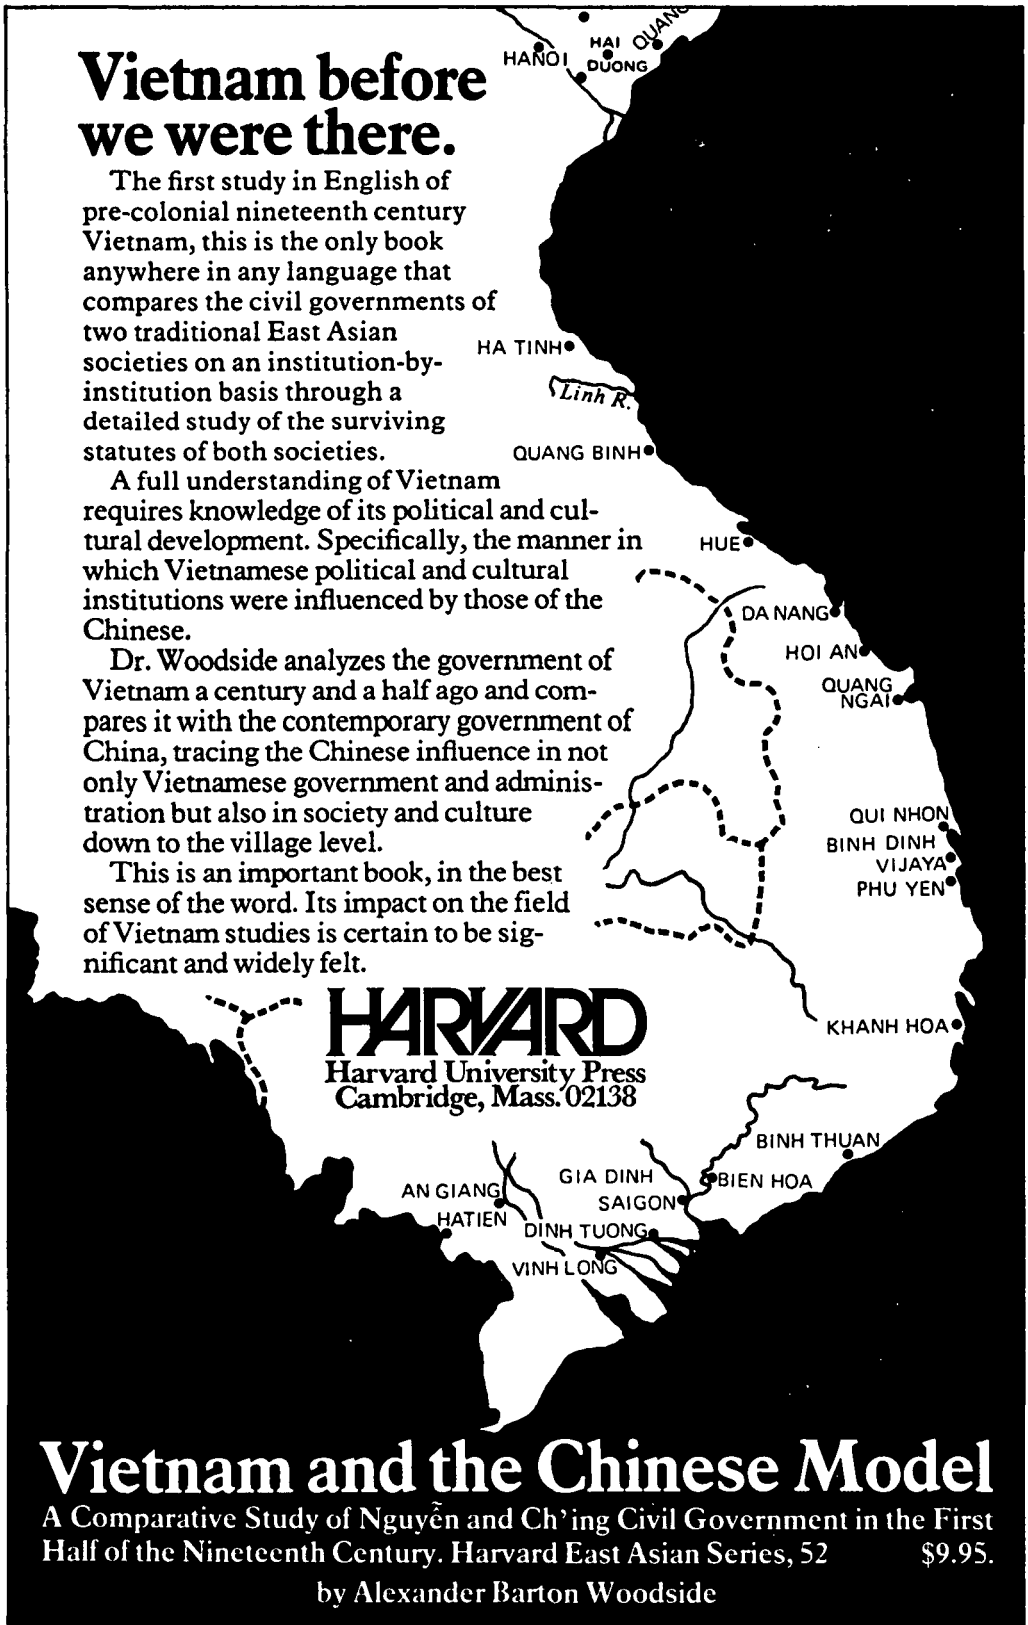 Vietnam before
we were there.
The first study in English of
pre-colonial nineteenth century
Vietnam, this is the only book
anywhere in any language that
compares the civil governments of
two traditional East Asian
societies on an institution-by-
institution basis through a
detailed study of the surviving
statutes of both societies.
A full understanding of Vietnam
requires knowledge of its political and cul-
tural development. Specifically, the manner in
which Vietnamese political and cultural
institutions were influenced by those of the
Chinese.
Dr. Woodside analyzes the government of
Vietnam a century and a half ago and com-
pares it with the contemporary government of
China, tracing the Chinese influence in not
only Vietnamese government and adminis-
tration but also in society and culture
down to the village level.
This is an important book, in the best
sense of the word. Its impact on the field
of Vietnam studies is certain to be sig-
nificant and widely felt.
HARVARD
Harvard University Press
Cambridge, Mass. 02138
HANOI
HAI
DUONG
QUANG
HA TINH
Linh R.
QUANG BINH
HUE
DA NANG
HOI AN
QUANG
NGAI
QUI NHON
BINH DINH
VIJAYA
PHU YEN
KHANH HOA
BINH THUAN
BIEN HOA
GIA DINH
SAIGON
AN GIANG
HATIEN
DINH TUONG
VINH LONG
Vietnam and the Chinese Model
A Comparative Study of Nguyễn and Ch'ing Civil Government in the First
Half of the Nineteenth Century. Harvard East Asian Series, 52 $9.95.
by Alexander Barton Woodside